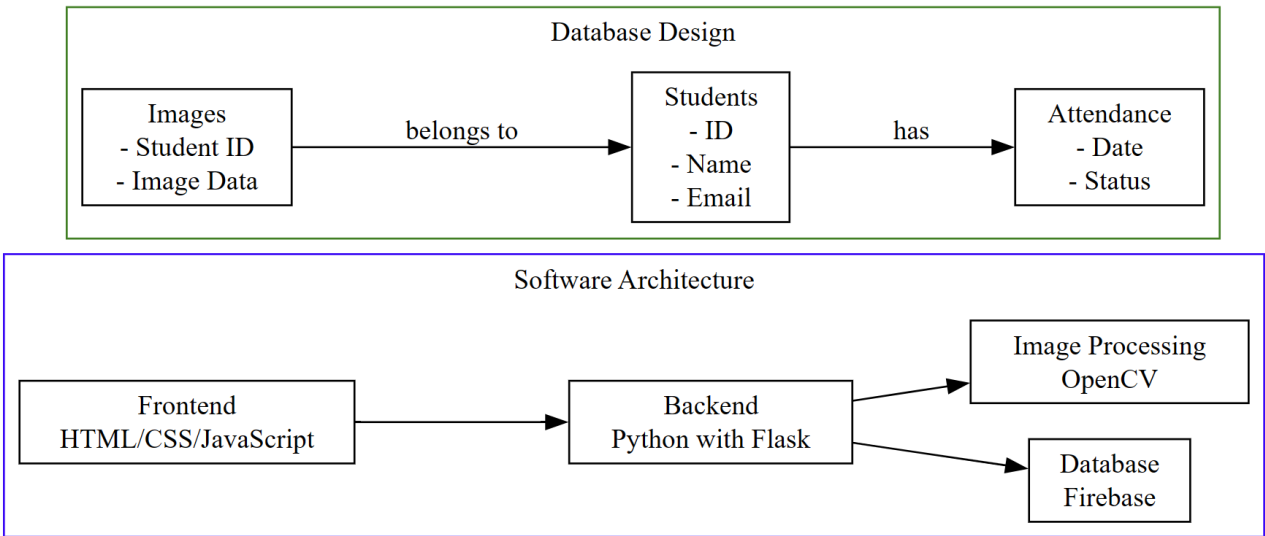 Database Design
Images
- Student ID
- Image Data
belongs to
Students
- ID
- Name
- Email
has
Attendance
- Date
- Status
Software Architecture
Frontend
HTML/CSS/JavaScript
Backend
Python with Flask
Image Processing
OpenCV
Database
Firebase